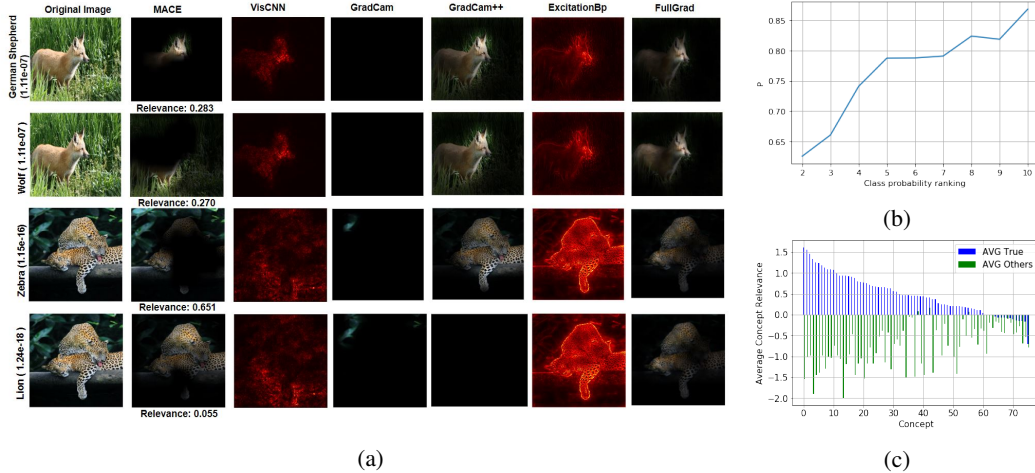 Original Image MACE VisCNN GradCam GradCam++ ExcitationBp FullGrad
German Shepherd
(1.11e-07)
Relevance: 0.283
Wolf ( 1.11e-07 )
Relevance: 0.270
Zebra (1.15e-16)
Relevance: 0.651
Lion ( 1.24e-18)
Relevance: 0.055
(a)
0.85
0.80
0.75
0.70
0.65
P
2 3 4 5 6 7 8 9 10
Class probability ranking
(b)
AVG True
AVG Others
1.5
1.0
0.5
0.0
-0.5
-1.0
-1.5
-2.0
Average Concept Relevance
0 10 20 30 40 50 60 70
Concept
(c)